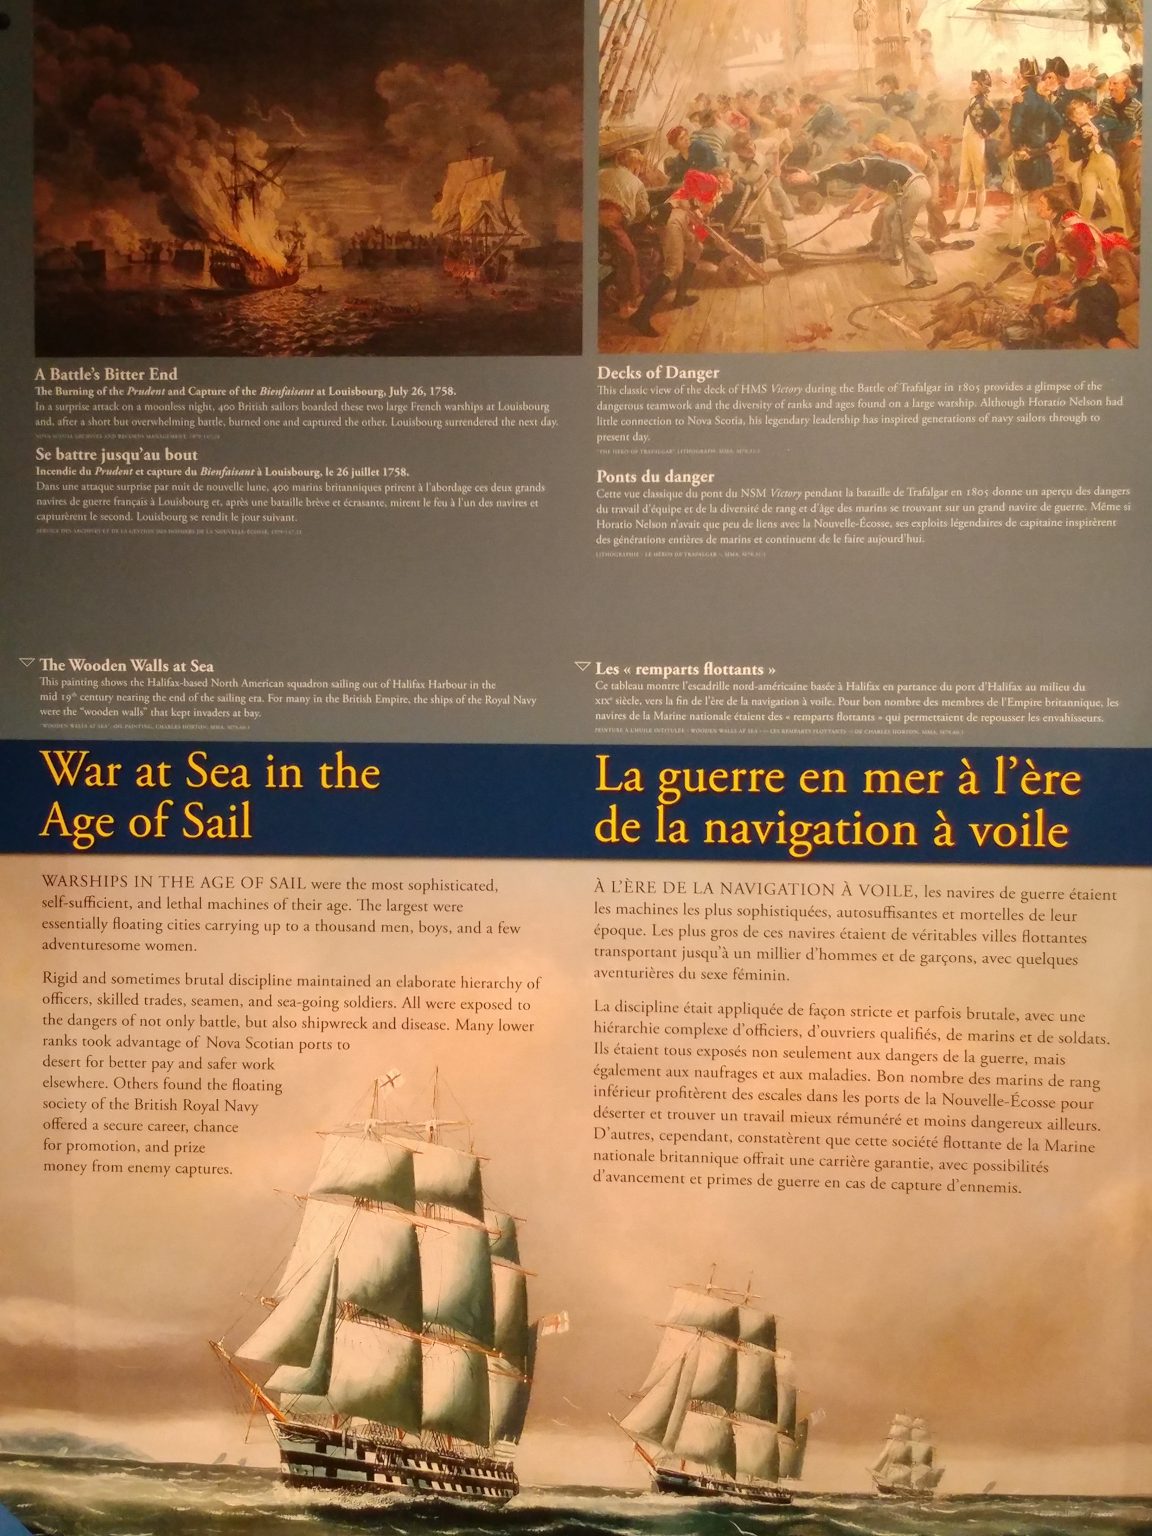 A Battle's Bitter End
The Burning of the Prudent and Capture of the Bienfaisant at Louisbourg, July 26, 1758.
In a surprise attack on a moonless night, 400 British sailors boarded these two large French warships at Louisbourg
and, after a short but overwhelming battle, burned one and captured the other. Louisbourg surrendered the next day.
Se battre jusqu'au bout
Incendie du Prudent et capture du Bienfaisant à Louisbourg, le 26 juillet 1758.
Dans une attaque surprise par nuit de nouvelle lune, 400 marins britanniques prirent à l'abordage ces deux grands
navires de guerre français à Louisbourg et, après une bataille brève et écrasante, mirent le feu à l'un des navires et
capturèrent le second. Louisbourg se rendit le jour suivant.
Decks of Danger
This classic view of the deck of HMS Victory during the Battle of Trafalgar in 1805 provides a glimpse of the
dangerous teamwork and the diversity of ranks and ages found on a large warship. Although Horatio Nelson had
little connection to Nova Scotia, his legendary leadership has inspired generations of navy sailors through to
present day.
Ponts du danger
Cette vue classique du pont du NSM Victory pendant la bataille de Trafalgar en 1805 donne un aperçu des dangers
du travail d'équipe et de la diversité de rang et d'âge des marins se trouvant sur un grand navire de guerre. Même si
Horatio Nelson n'avait que peu de liens avec la Nouvelle-Écosse, ses exploits légendaires de capitaine inspirèrent
des générations entières de marins et continuent de le faire aujourd'hui.
The Wooden Walls at Sea
This painting shows the Halifax-based North American squadron sailing out of Halifax Harbour in the
mid 19th century nearing the end of the sailing era. For many in the British Empire, the ships of the Royal Navy
were the "wooden walls" that kept invaders at bay.
"WOODEN WALLS AT SEA", OIL PAINTING, CHARLES HORTON, MMA,
Les « remparts flottants »
Ce tableau montre l'escadrille nord-américaine basée à Halifax en partance du port d'Halifax au milieu du
XIXe siècle, vers la fin de l'ère de la navigation à voile. Pour bon nombre des membres de l'Empire britannique, les
navires de la Marine nationale étaient des « remparts flottants » qui permettaient de repousser les envahisseurs.
War at Sea in the
Age of Sail
WARSHIPS IN THE AGE OF SAIL were the most sophisticated,
self-sufficient, and lethal machines of their age. The largest were
essentially floating cities carrying up to a thousand men, boys, and a few
adventuresome women.
Rigid and sometimes brutal discipline maintained an elaborate hierarchy of
officers, skilled trades, seamen, and sea-going soldiers. All were exposed to
the dangers of not only battle, but also shipwreck and disease. Many lower
ranks took advantage of Nova Scotian ports to
desert for better pay and safer work
elsewhere. Others found the floating
society of the British Royal Navy
offered a secure career, chance
for promotion, and prize
money from enemy captures.
La guerre en mer à l'ère
de la navigation à voile
À L'ÈRE DE LA NAVIGATION À VOILE, les navires de guerre étaient
les machines les plus sophistiquées, autosuffisantes et mortelles de leur
époque. Les plus gros de ces navires étaient de véritables villes flottantes
transportant jusqu'à un millier d'hommes et de garçons, avec quelques
aventurières du sexe féminin.
La discipline était appliquée de façon stricte et parfois brutale, avec une
hiérarchie complexe d'officiers, d'ouvriers qualifiés, de marins et de soldats.
Ils étaient tous exposés non seulement aux dangers de la guerre, mais
également aux naufrages et aux maladies. Bon nombre des marins de rang
inférieur profitèrent des escales dans les ports de la Nouvelle-Écosse pour
déserter et trouver un travail mieux rémunéré et moins dangereux ailleurs.
D'autres, cependant, constatèrent que cette société flottante de la Marine
nationale britannique offrait une carrière garantie, avec possibilités
d'avancement et primes de guerre en cas de capture d'ennemis.